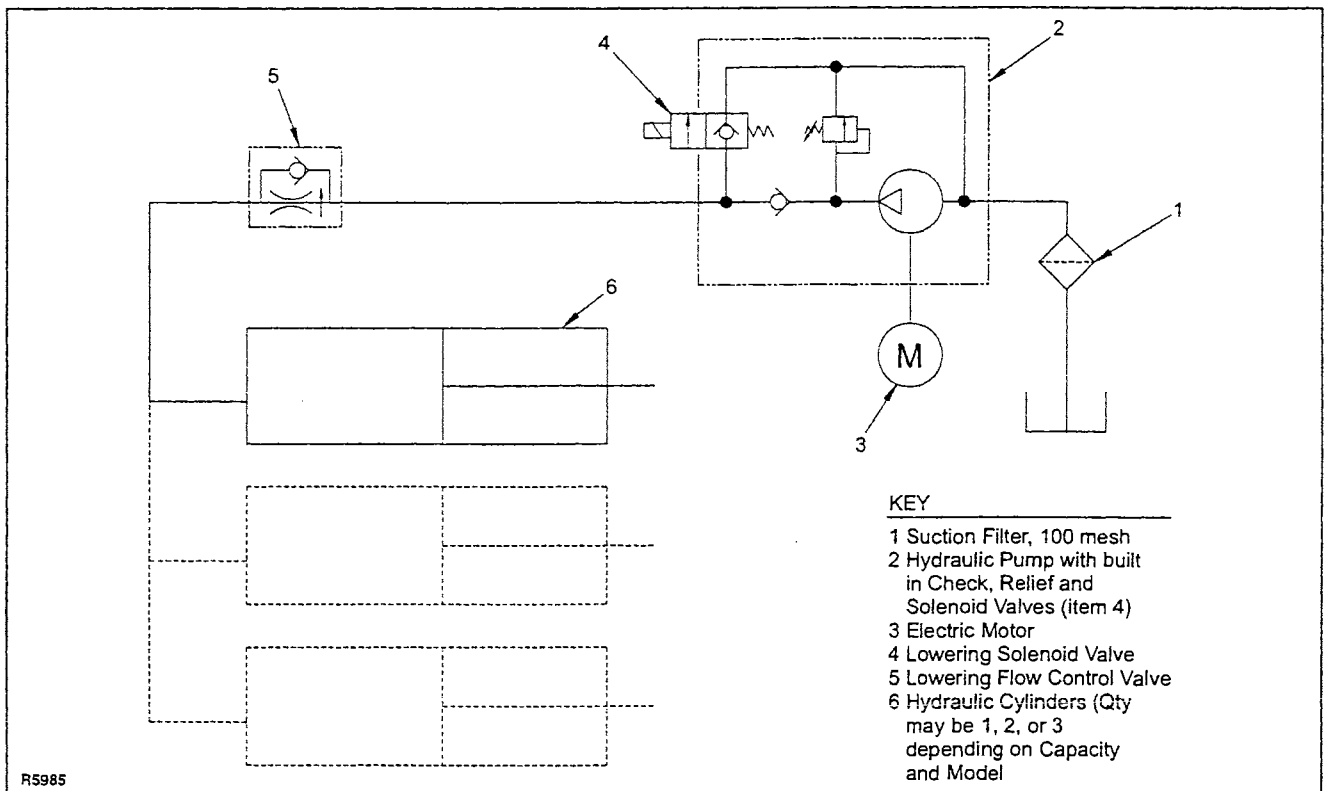 4
2
5
1
6
M
3
KEY
1 Suction Filter, 100 mesh
2 Hydraulic Pump with built
in Check, Relief and
Solenoid Valves (item 4)
3 Electric Motor
4 Lowering Solenoid Valve
5 Lowering Flow Control Valve
6 Hydraulic Cylinders (Qty
may be 1, 2, or 3
depending on Capacity
and Model
R5985